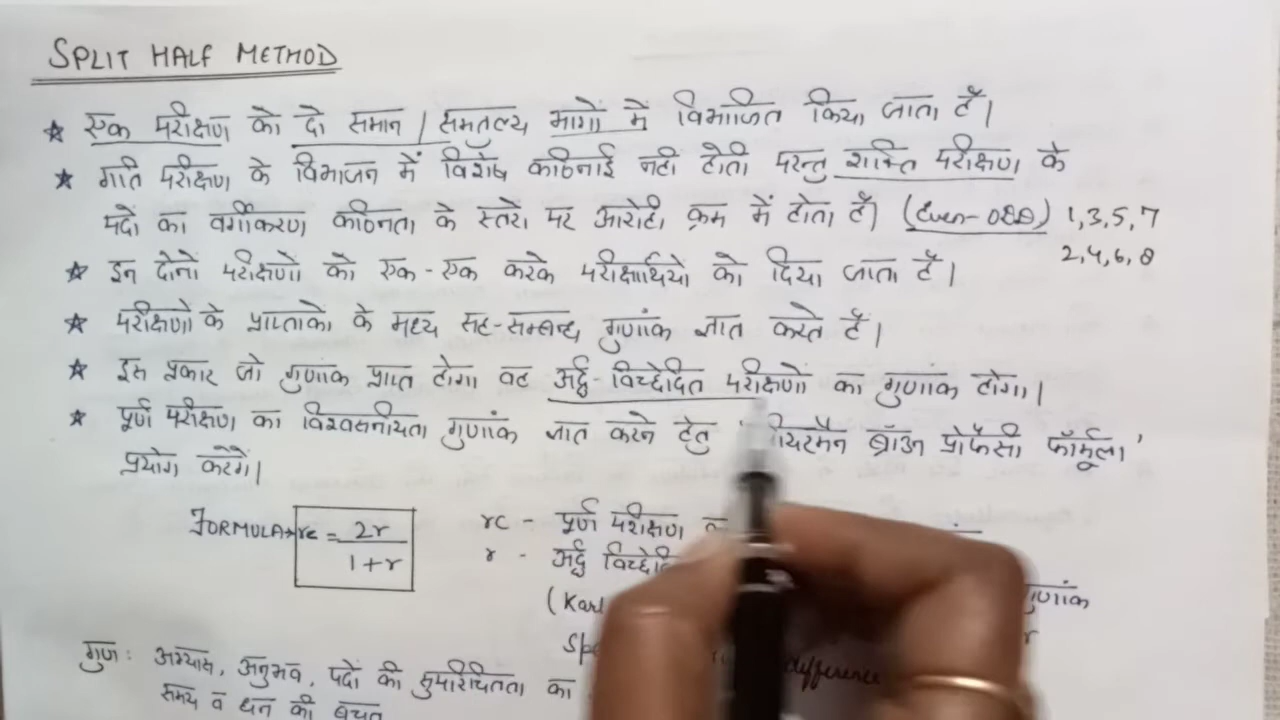 SPLIT HALF METHOD
★ एक परीक्षण को दो समान / समतुल्य भागों में विभाजित किया जाता है।
★ गति परीक्षण के विभाजन में विशेष कठिनाई नही होती परन्तु शक्ति परीक्षण के
पदों का वर्गीकरण कठिनता के स्तरों पर आरोही क्रम में होता है। (Even-ODD) 1,3,5,7
2,4,6,8
★ इन दोनों परीक्षणों को एक-एक करके परीक्षार्थियों को दिया जाता है।
★ परीक्षणों के प्राप्तांको के मध्य सह-सम्बन्ध गुणांक ज्ञात करते हैं।
★ इस प्रकार जो गुणांक प्राप्त होगा वह अर्द्ध-विच्छेदित परीक्षणों का गुणांक होगा।
★ पूर्ण परीक्षण का विश्वसनीयता गुणांक ज्ञात करने हेतु ब्रॉउन प्रोफेसी फॉर्मूला'
प्रयोग करेगें।
FORMULA→ rc = 2r / 1+r
rc - पूर्ण परीक्षण
r - अर्द्ध
गुणांक
r
difference
गुण: अभ्यास, अनुभव, पदों की सुपरिचितता का
समय व धन की बचत